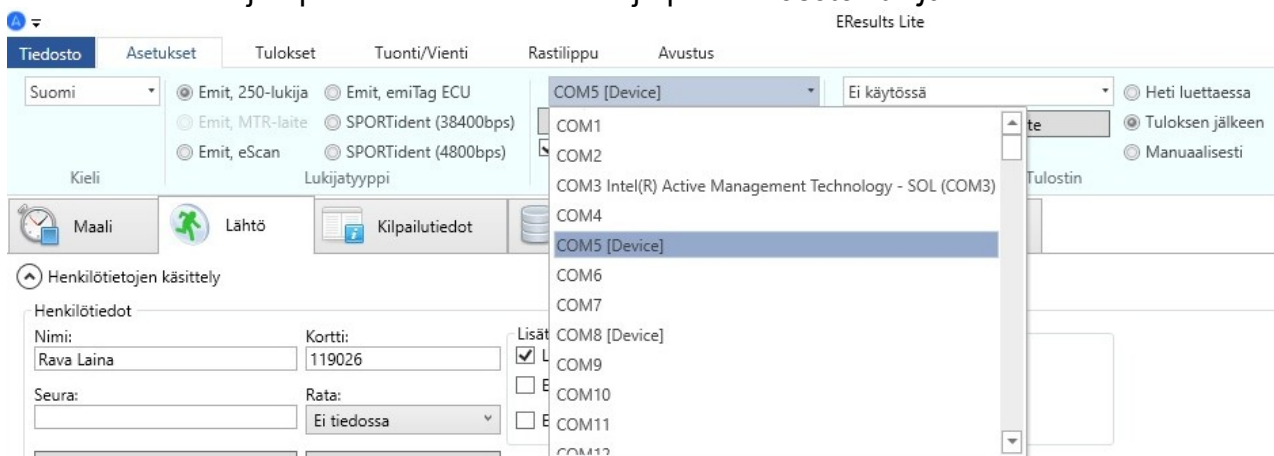 EResults Lite
Tiedosto Asetukset Tulokset Tuonti/Vienti Rastilippu Avustus
Suomi
Emit, 250-lukija
Emit, MTR-laite
Emit, eScan
Emit, emiTag ECU
SPORTident (38400bps)
SPORTident (4800bps)
Kieli
Lukijatyyppi
COM5 [Device]
COM1
COM2
COM3 Intel(R) Active Management Technology - SOL (COM3)
COM4
COM5 [Device]
COM6
COM7
COM8 [Device]
COM9
COM10
COM11
COM12
Ei käytössä
te
Heti luettaessa
Tuloksen jälkeen
Manuaalisesti
Tulostin
Maali Lähtö Kilpailutiedot
Henkilötietojen käsittely
Henkilötiedot
Nimi: Kortti:
Rava Laina 119026
Seura: Rata:
Ei tiedossa
Lisät
L
E
E